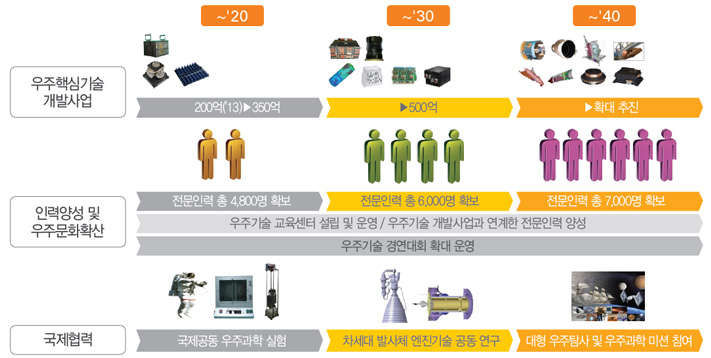 ~'20
~'30
~'40
우주핵심기술
개발사업
200억('13)▶350억
▶500억
▶확대 추진
인력양성 및
우주문화확산
전문인력 총 4,800명 확보
전문인력 총 6,000명 확보
전문인력 총 7,000명 확보
우주기술 교육센터 설립 및 운영 / 우주기술 개발사업과 연계한 전문인력 양성
우주기술 경연대회 확대 운영
국제협력
국제공동 우주과학 실험
차세대 발사체 엔진기술 공동 연구
대형 우주탐사 및 우주과학 미션 참여